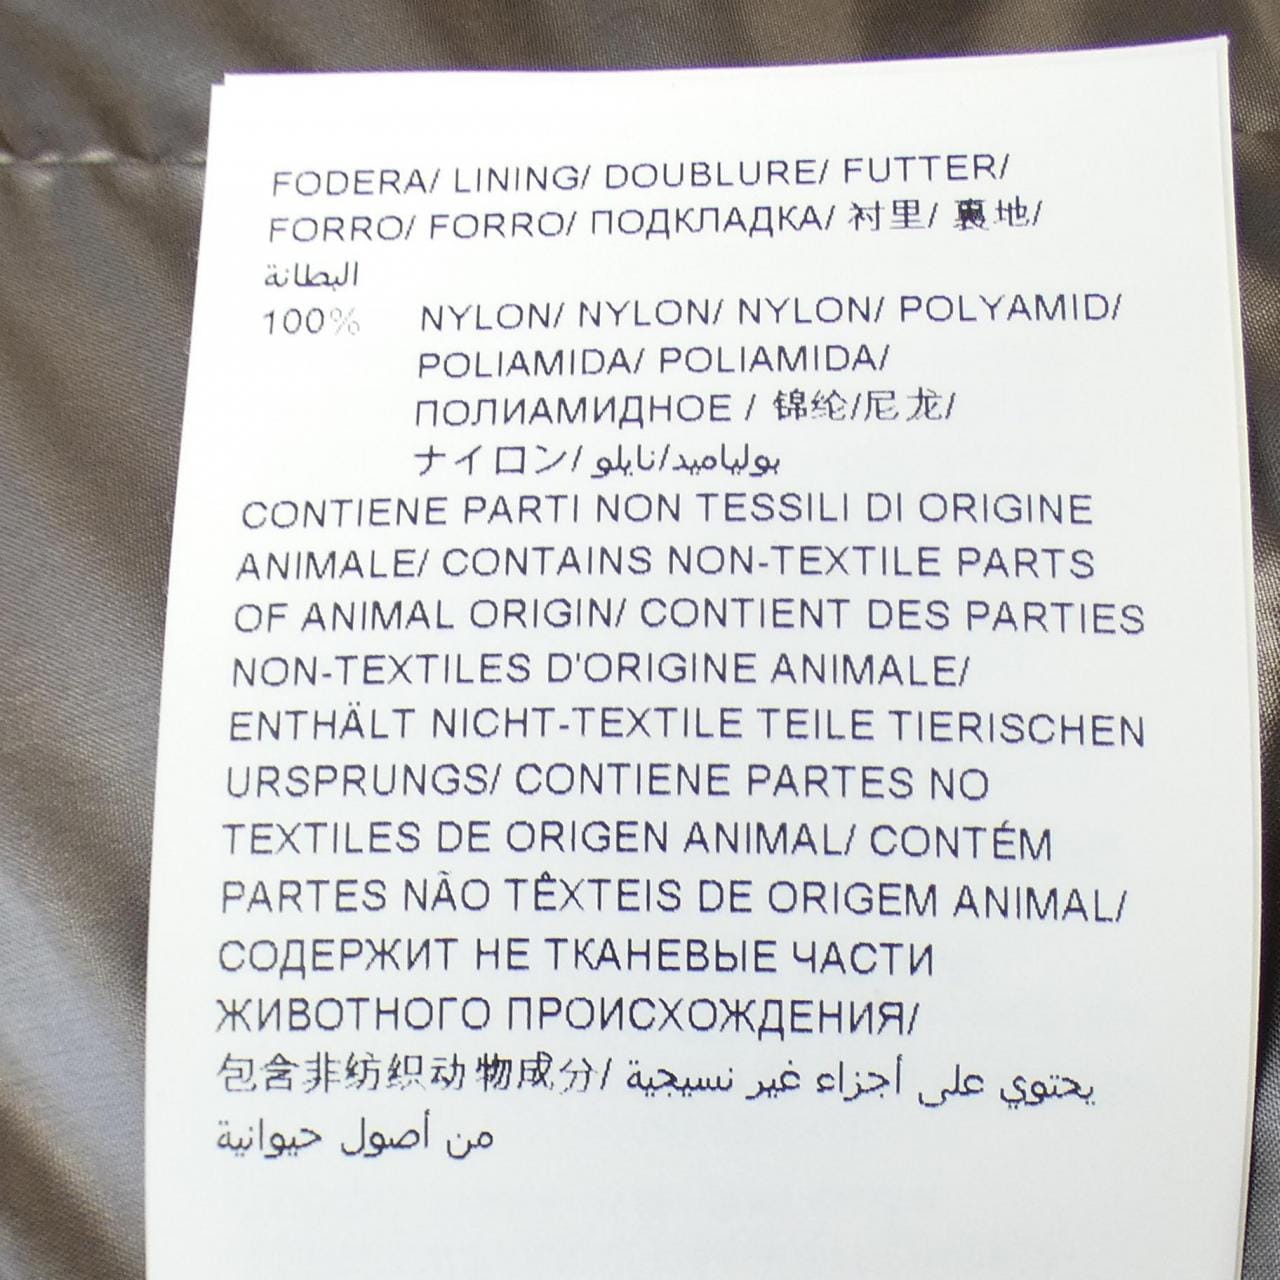 FODERA/ LINING/ DOUBLURE/ FUTTER/
FORRO/ FORRO/ ПОДКЛАДКА/ 衬里/ 裏地/
البطانة
100% NYLON/ NYLON/ NYLON/ POLYAMID/
POLIAMIDA/ POLIAMIDA/
ПОЛИАМИДНОЕ / 锦纶/尼龙/
ナイロン/ بولياميد/نايلو
CONTIENE PARTI NON TESSILI DI ORIGINE
ANIMALE/ CONTAINS NON-TEXTILE PARTS
OF ANIMAL ORIGIN/ CONTIENT DES PARTIES
NON-TEXTILES D'ORIGINE ANIMALE/
ENTHÄLT NICHT-TEXTILE TEILE TIERISCHEN
URSPRUNGS/ CONTIENE PARTES NO
TEXTILES DE ORIGEN ANIMAL/ CONTÉM
PARTES NÃO TÊXTEIS DE ORIGEM ANIMAL/
СОДЕРЖИТ НЕ ТКАНЕВЫЕ ЧАСТИ
ЖИВОТНОГО ПРОИСХОЖДЕНИЯ/
包含非纺织动物成分/ يحتوي على أجزاء غير نسيجية
من أصول حيوانية